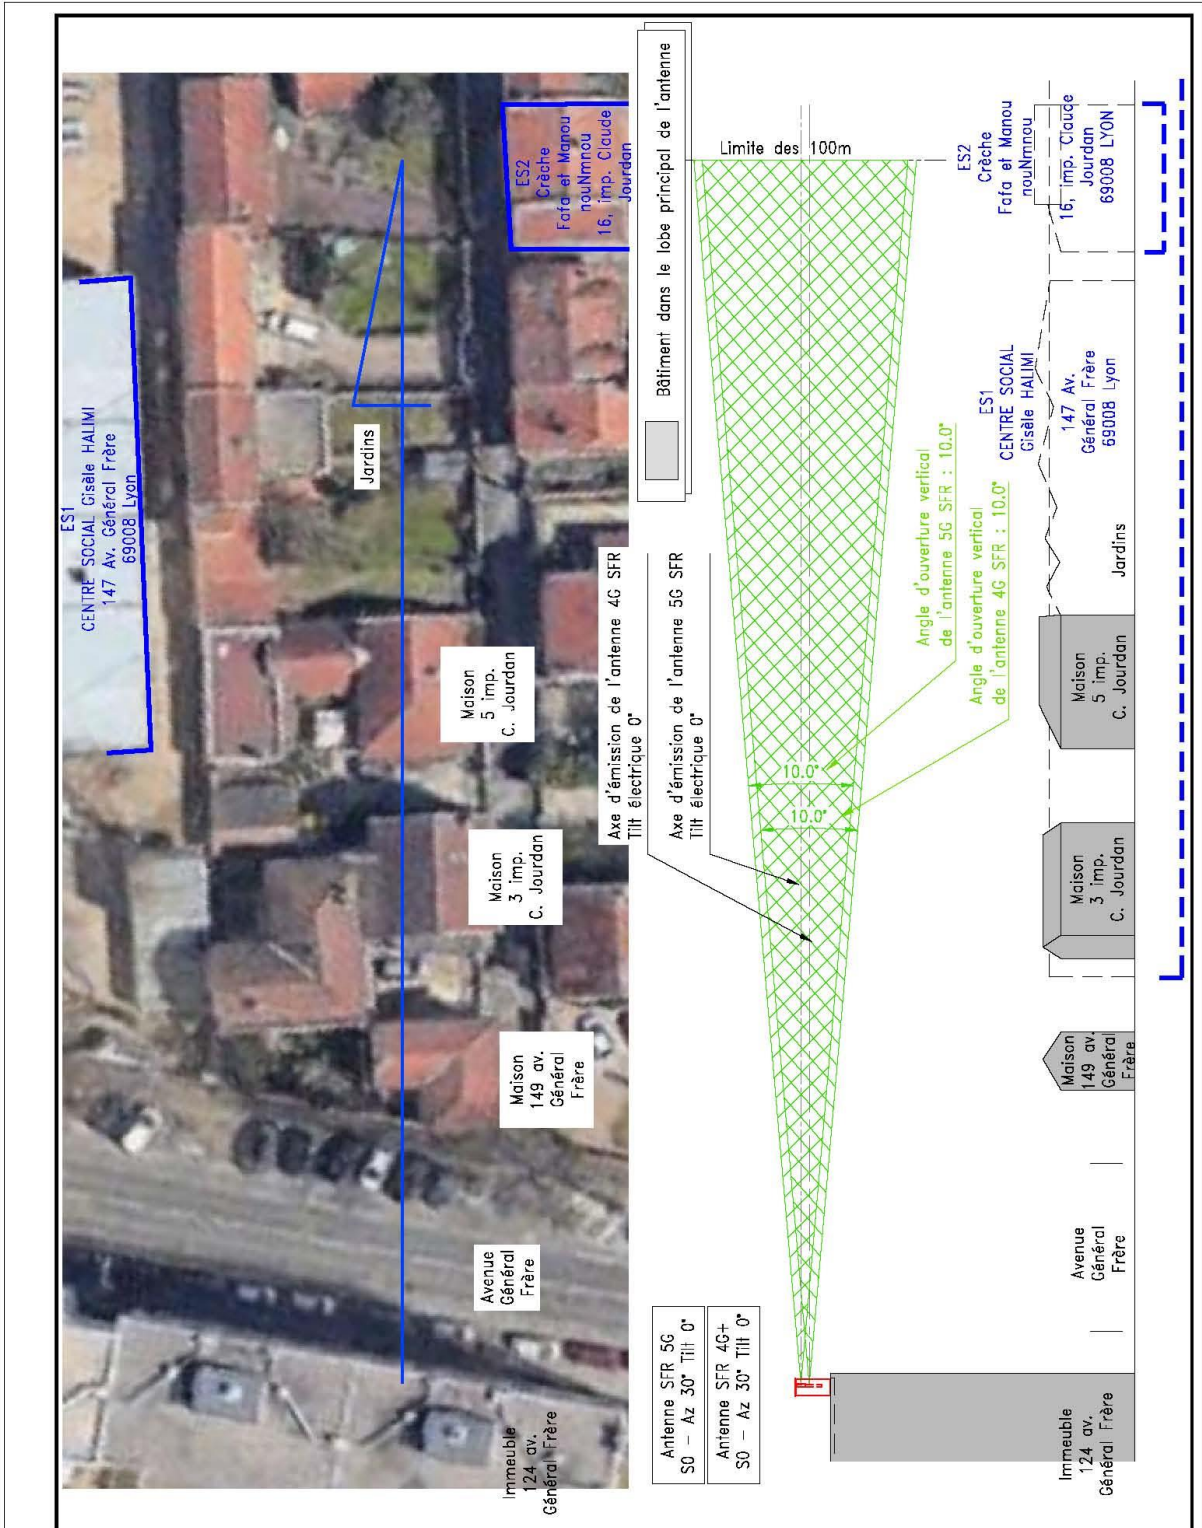 ES1
CENTRE SOCIAL Gisèle HALIMI
147 Av. Général Frère
69008 Lyon
ES2
Crèche
Fafa et Manou
nouNmnou
16, imp. Claude
Jourdan
Jardins
Maison
5 imp.
C. Jourdan
Maison
3 imp.
C. Jourdan
Maison
149 av.
Général
Frère
Avenue
Général
Frère
Immeuble
124 av.
Général Frère
Bâtiment dans le lobe principal de l'antenne
Limite des 100m
Axe d'émission de l'antenne 4G SFR
Tilt électrique 0°
Axe d'émission de l'antenne 5G SFR
Tilt électrique 0°
10.0°
10.0°
Angle d'ouverture vertical
de l'antenne 5G SFR : 10.0°
Angle d'ouverture vertical
de l'antenne 4G SFR : 10.0°
Antenne SFR 5G
S0 - Az 30° Tilt 0°
Antenne SFR 4G+
S0 - Az 30° Tilt 0°
ES2
Crèche
Fafa et Manou
nouNmnou
16, imp. Claude
Jourdan
69008 LYON
ES1
CENTRE SOCIAL
Gisèle HALIMI
147 Av.
Général Frère
69008 Lyon
Jardins
Maison
5 imp.
C. Jourdan
Maison
3 imp.
C. Jourdan
Maison
149 av.
Général
Frère
Avenue
Général
Frère
Immeuble
124 av.
Général Frère